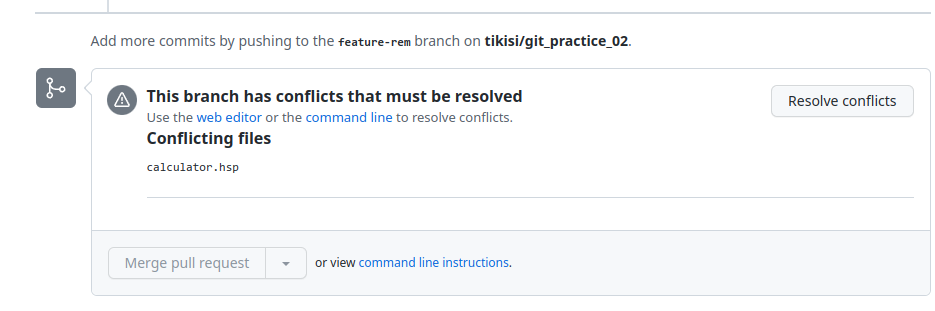 Add more commits by pushing to the feature-rem branch on tikisi/git_practice_02.
This branch has conflicts that must be resolved
Resolve conflicts
Use the web editor or the command line to resolve conflicts.
Conflicting files
calculator.hsp
Merge pull request or view command line instructions.